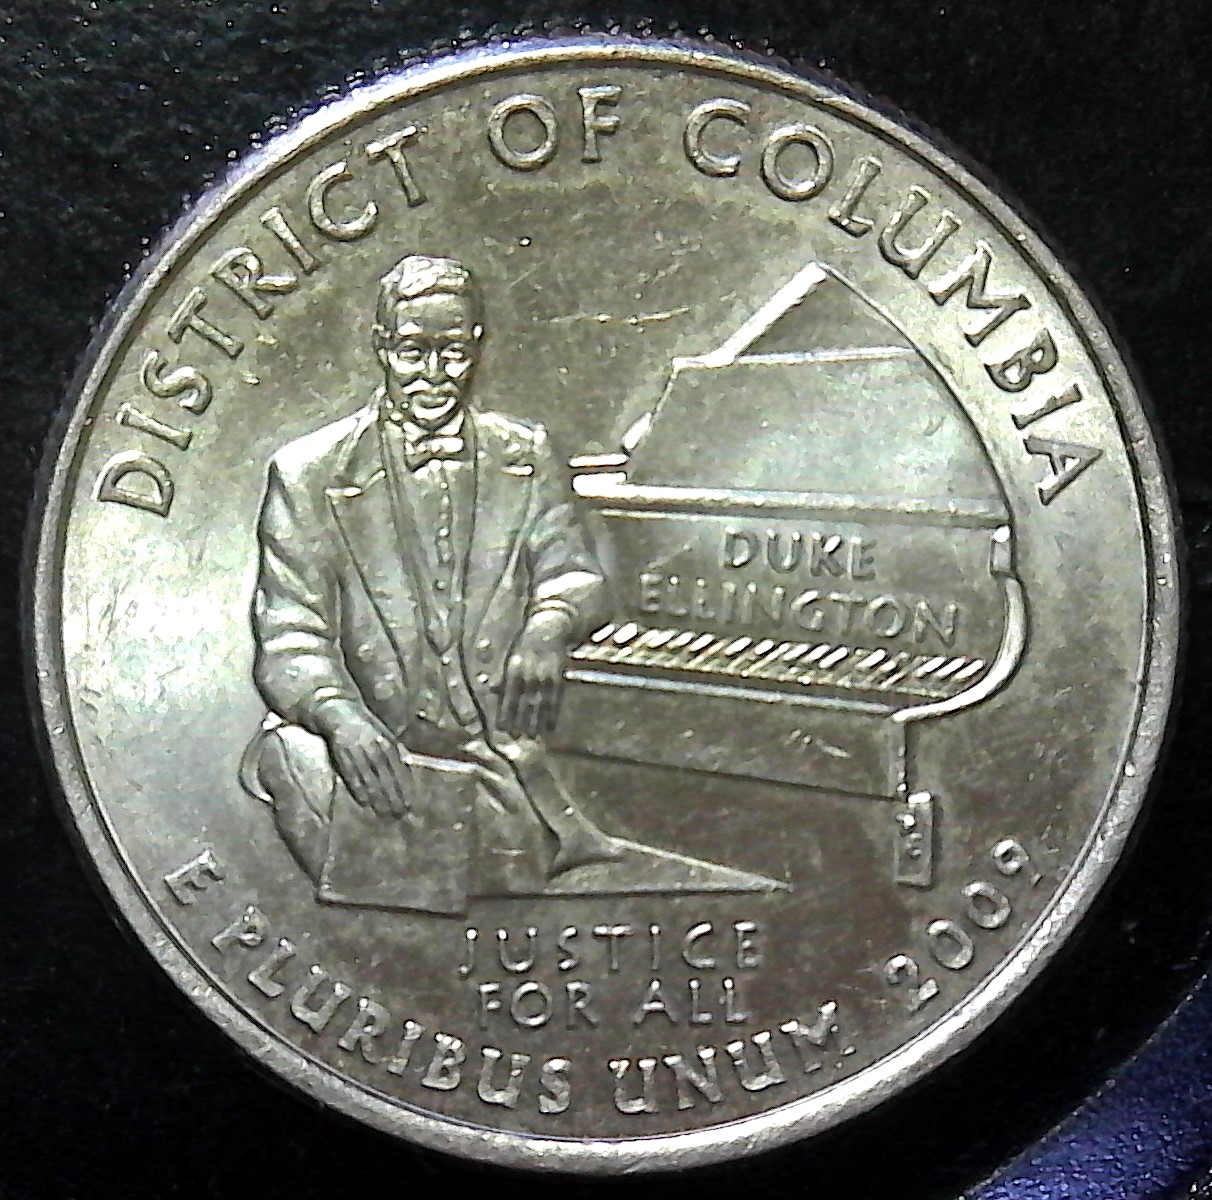 DISTRICT OF COLUMBIA
DUKE
ELLINGTON
JUSTICE
FOR ALL
E PLURIBUS UNUM 2009